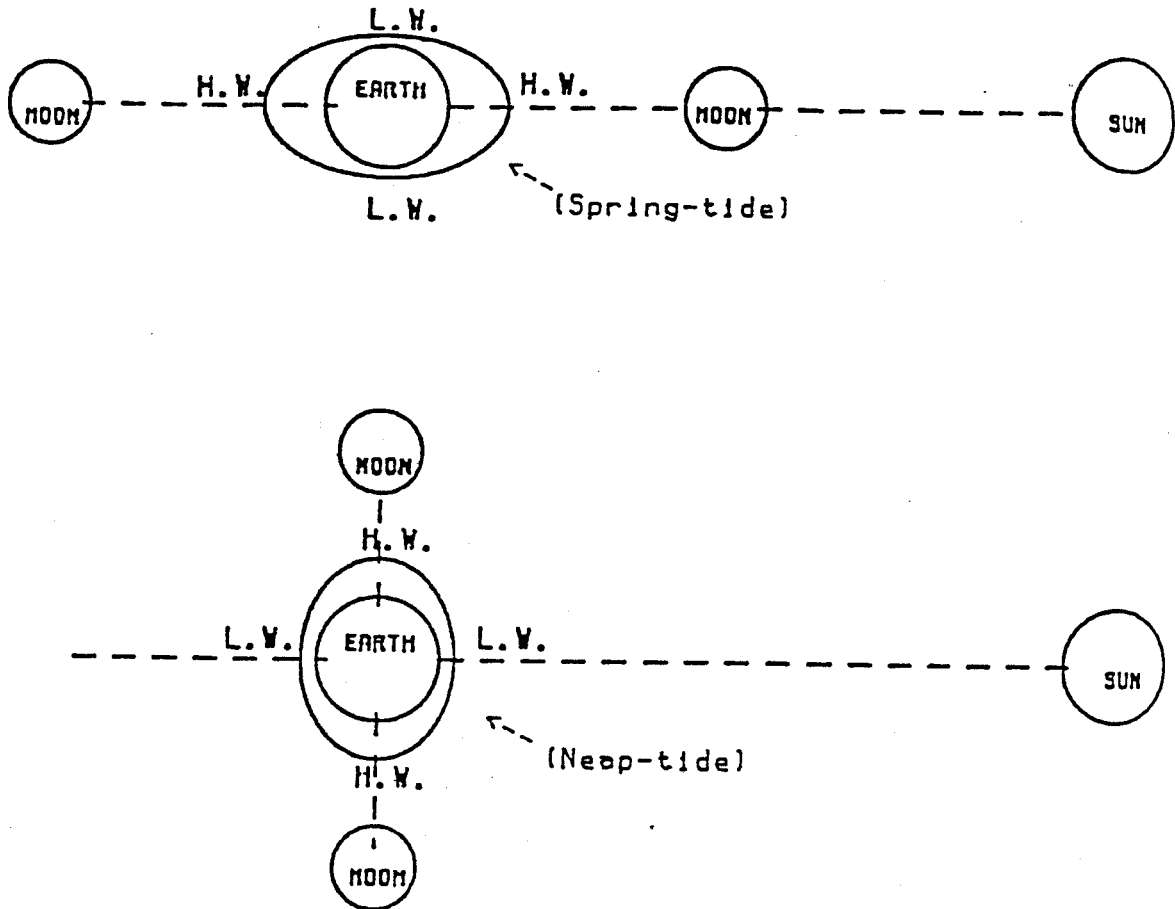 L.W.
H.W. EARTH H.W.
MOON MOON SUN
L.W. (Spring-tide)
MOON
H.W.
L.W. EARTH L.W.
SUN
(Neap-tide)
H.W.
MOON